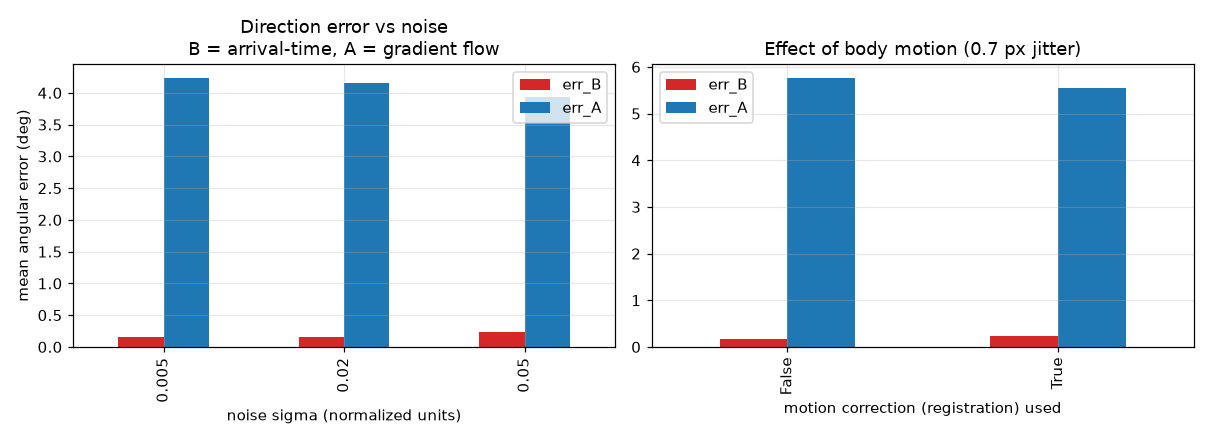 Direction error vs noise
B = arrival-time, A = gradient flow
mean angular error (deg)
4.0
3.5
3.0
2.5
2.0
1.5
1.0
0.5
0.0
err_B
err_A
0.005
0.02
0.05
noise sigma (normalized units)
Effect of body motion (0.7 px jitter)
6
5
4
3
2
1
0
err_B
err_A
False
True
motion correction (registration) used